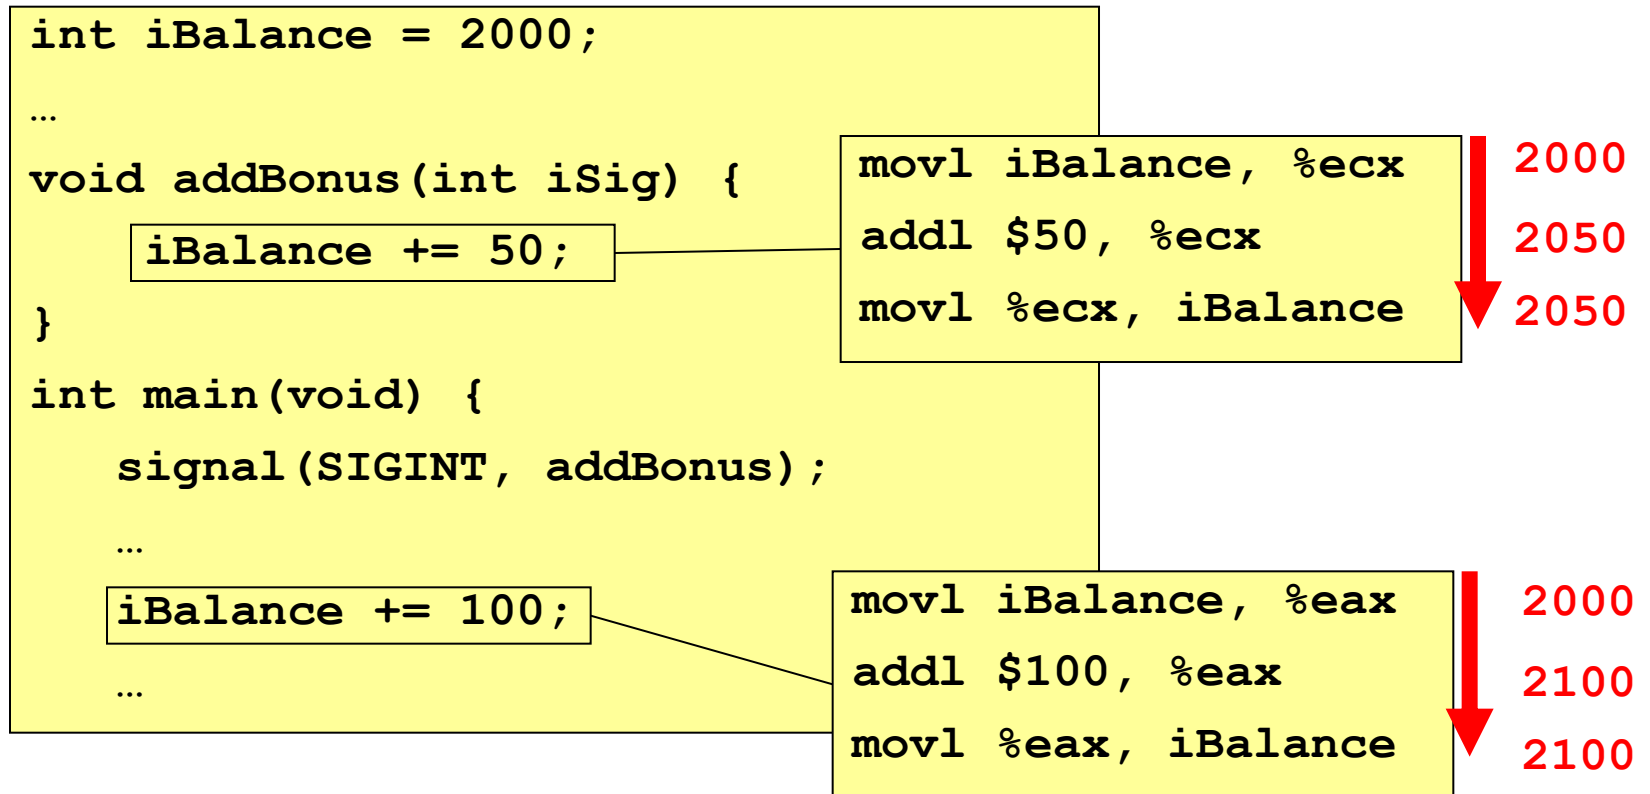 int iBalance = 2000;
…
void addBonus(int iSig) {
iBalance += 50;
}
int main(void) {
signal(SIGINT, addBonus);
…
iBalance += 100;
…
movl iBalance, %ecx
addl $50, %ecx
movl %ecx, iBalance
2000
2050
2050
movl iBalance, %eax
addl $100, %eax
movl %eax, iBalance
2000
2100
2100